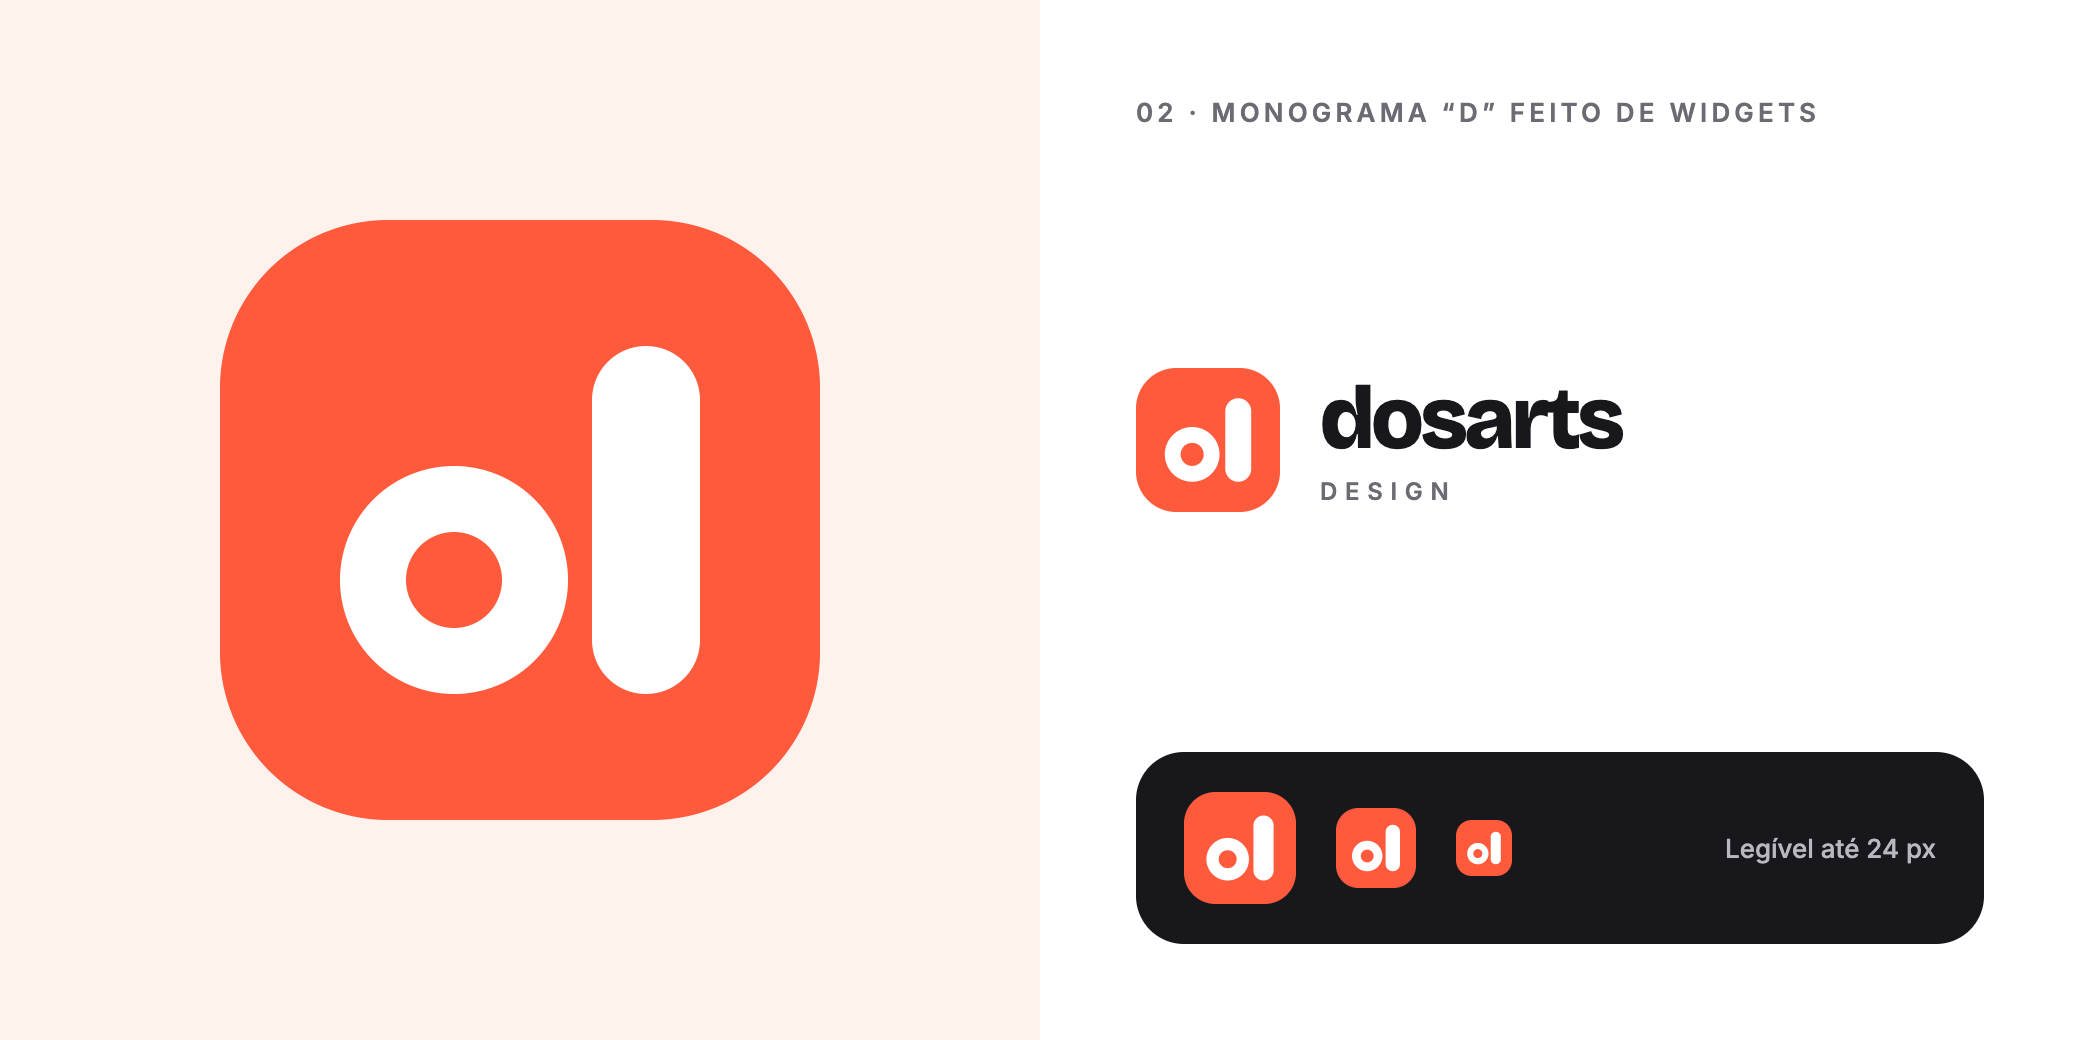 02 · MONOGRAMA “D” FEITO DE WIDGETS
dosarts
DESIGN
Legível até 24 px